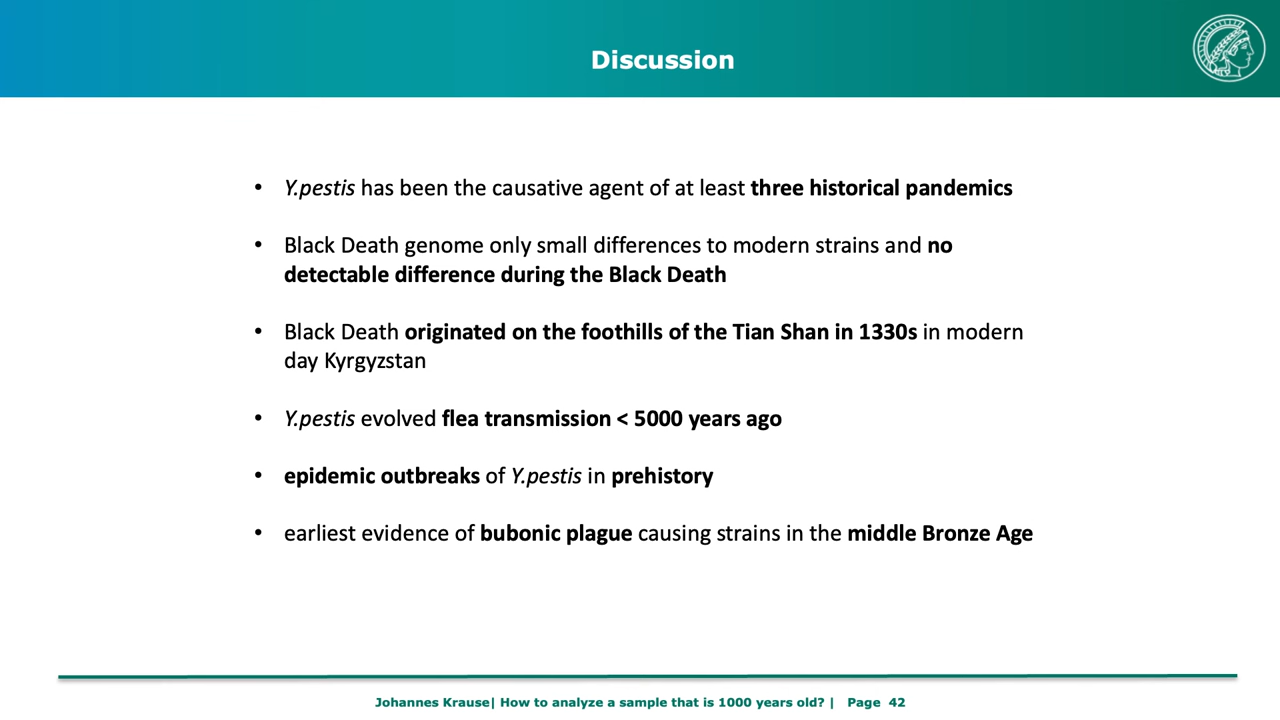 Discussion
• Y.pestis has been the causative agent of at least three historical pandemics
• Black Death genome only small differences to modern strains and no
detectable difference during the Black Death
• Black Death originated on the foothills of the Tian Shan in 1330s in modern
day Kyrgyzstan
• Y.pestis evolved flea transmission < 5000 years ago
• epidemic outbreaks of Y.pestis in prehistory
• earliest evidence of bubonic plague causing strains in the middle Bronze Age
Johannes Krause| How to analyze a sample that is 1000 years old? | Page 42